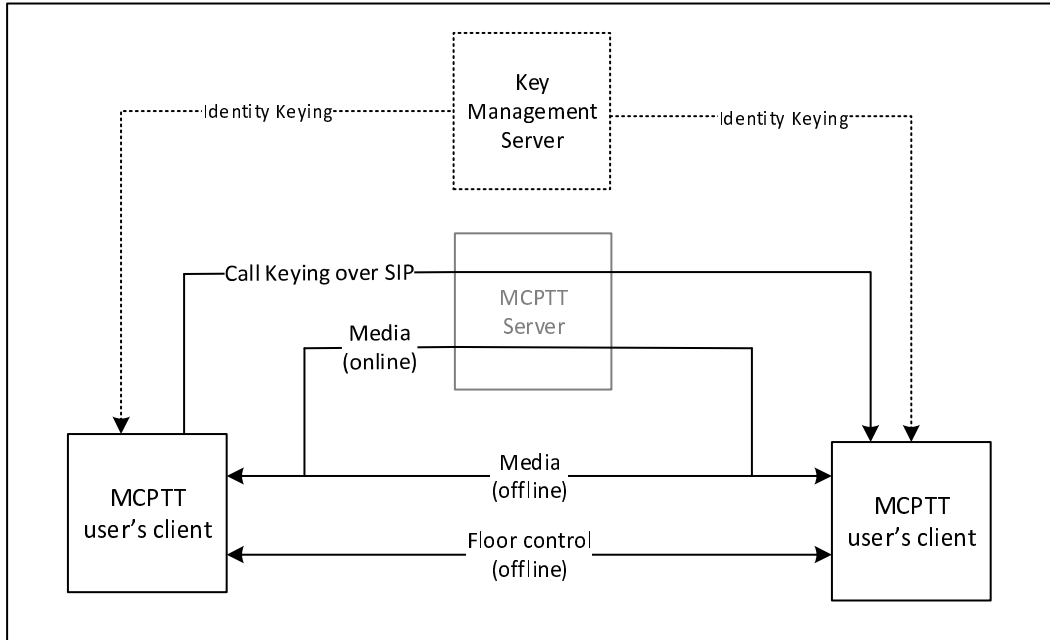 Key
Management
Server
Identity Keying
Identity Keying
Call Keying over SIP
MCPTT
Server
Media
(online)
Media
(offline)
MCPTT
user’s client
MCPTT
user’s client
Floor control
(offline)